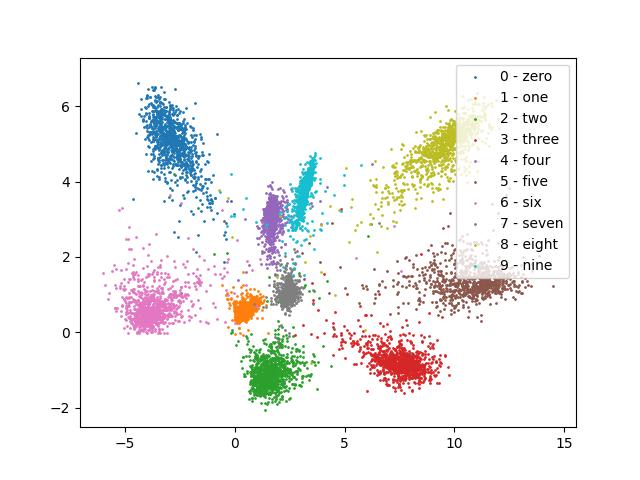 0 - zero
1 - one
2 - two
3 - three
4 - four
5 - five
6 - six
7 - seven
8 - eight
9 - nine
6
4
2
0
−2
−5 0 5 10 15